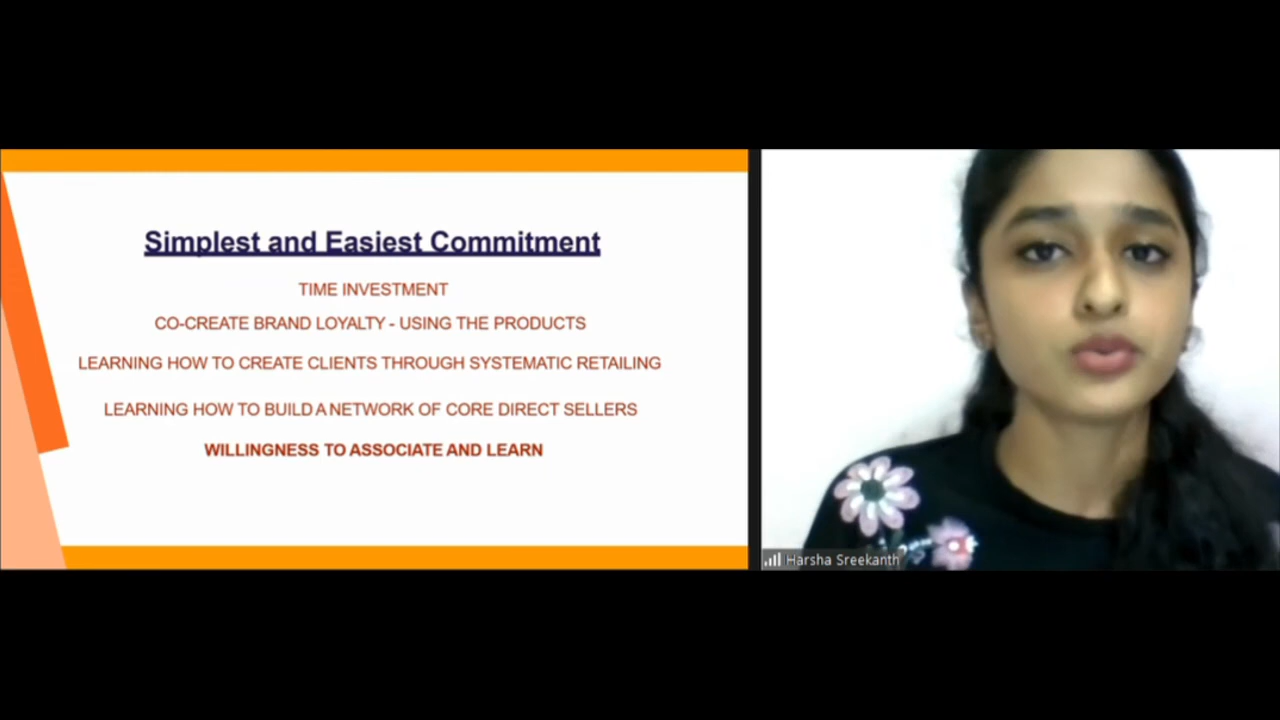 Simplest and Easiest Commitment
TIME INVESTMENT
CO-CREATE BRAND LOYALTY - USING THE PRODUCTS
LEARNING HOW TO CREATE CLIENTS THROUGH SYSTEMATIC RETAILING
LEARNING HOW TO BUILD A NETWORK OF CORE DIRECT SELLERS
WILLINGNESS TO ASSOCIATE AND LEARN
Harsha Sreekanth